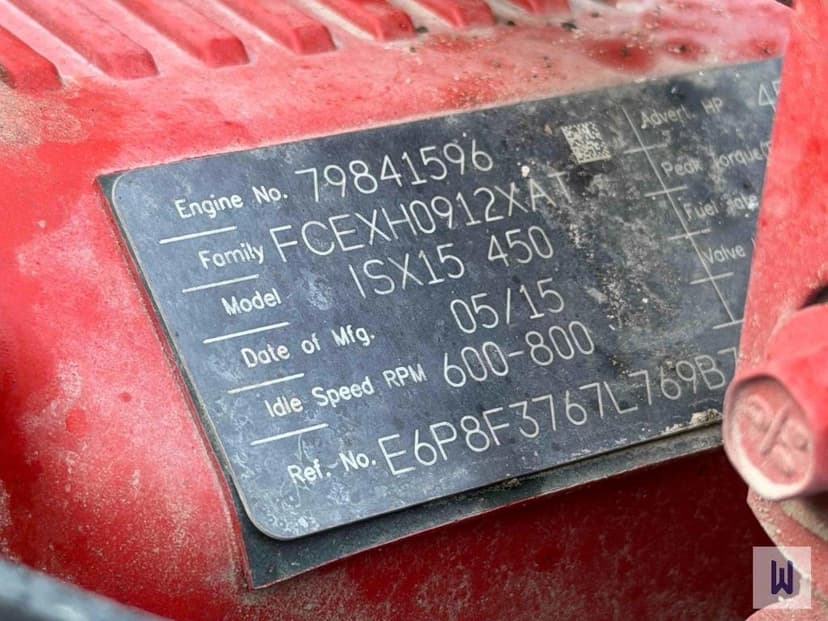 Engine No. 79841596
Family FCEXH0912XAT
Model ISX15 450
Date of Mfg. 05/15
Idle Speed RPM 600-800
Ref. No. E6P8F3767L769B7
Advert. HP 45
Peak Torque
Fuel Rate
Valve
W